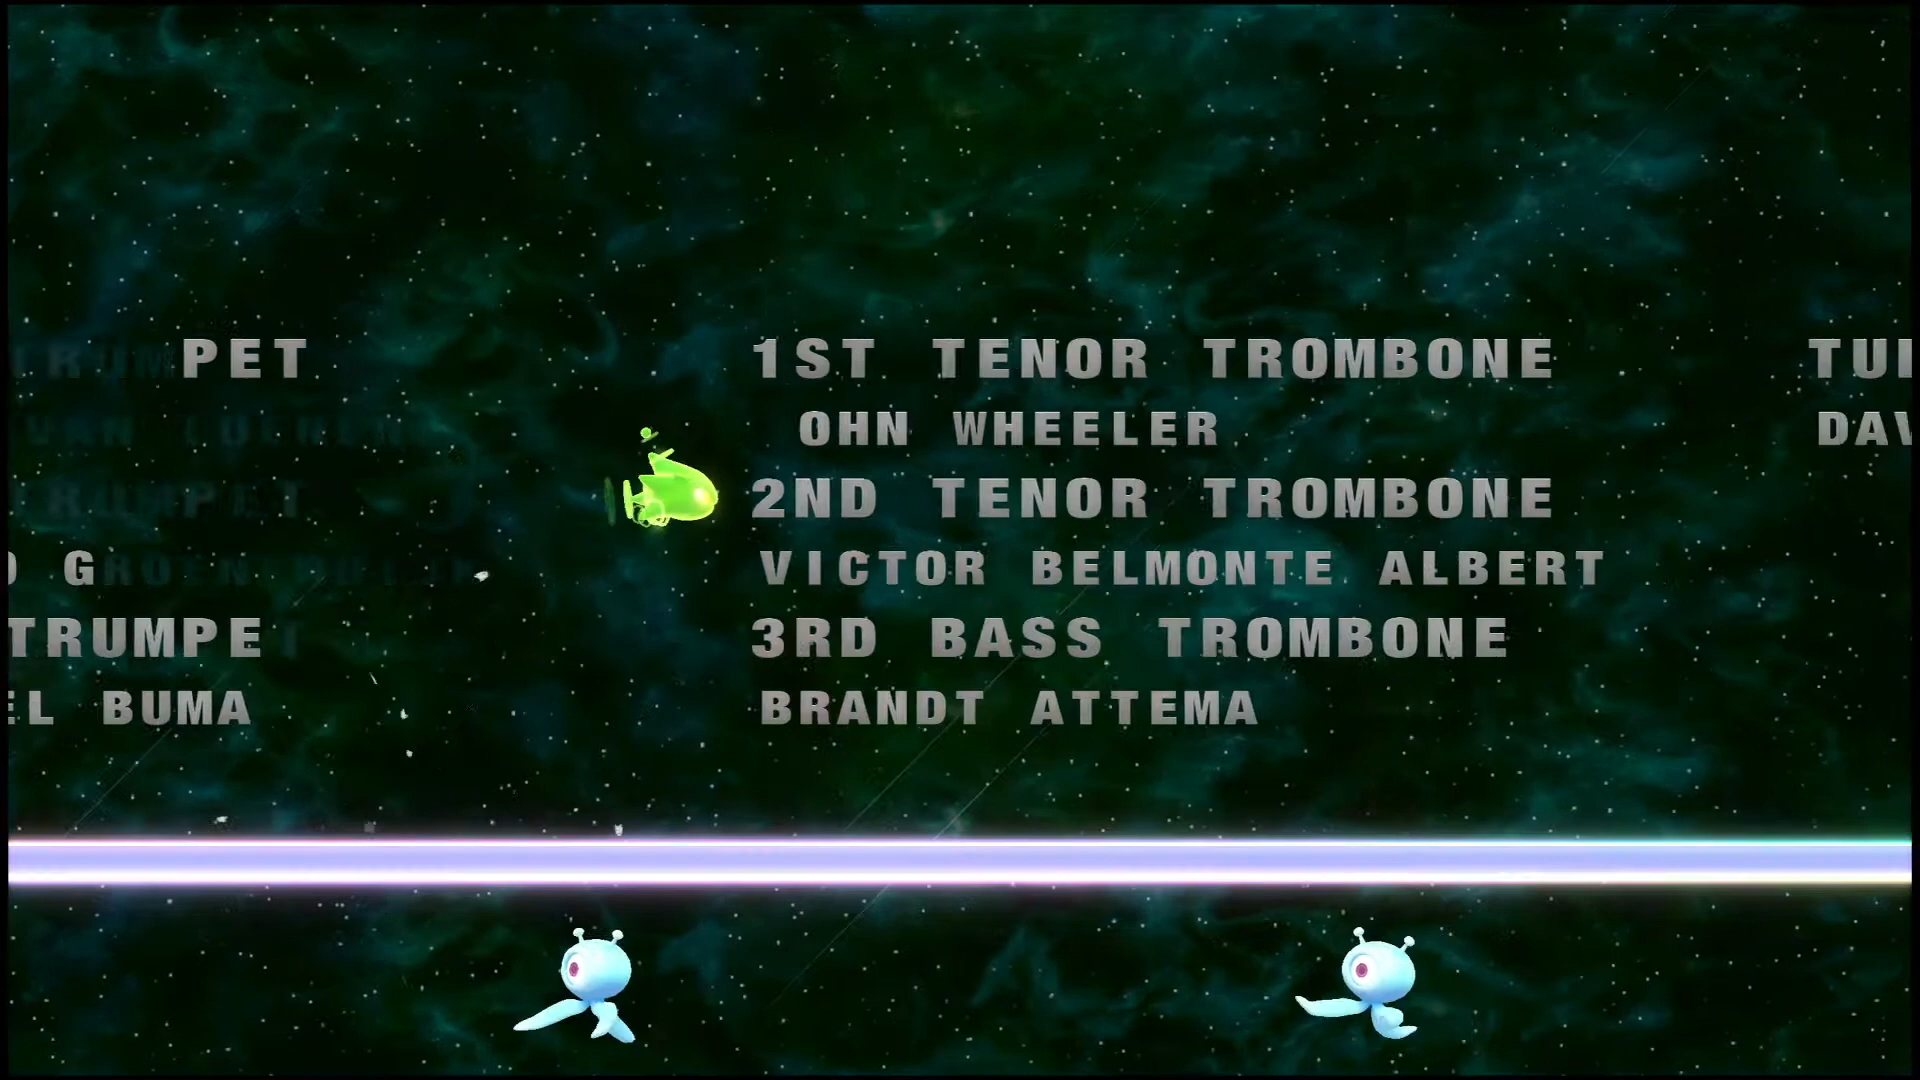 PET
1ST TENOR TROMBONE
OHN WHEELER
2ND TENOR TROMBONE
VICTOR BELMONTE ALBERT
3RD BASS TROMBONE
TRUMPE
BRANDT ATTEMA
EL BUMA